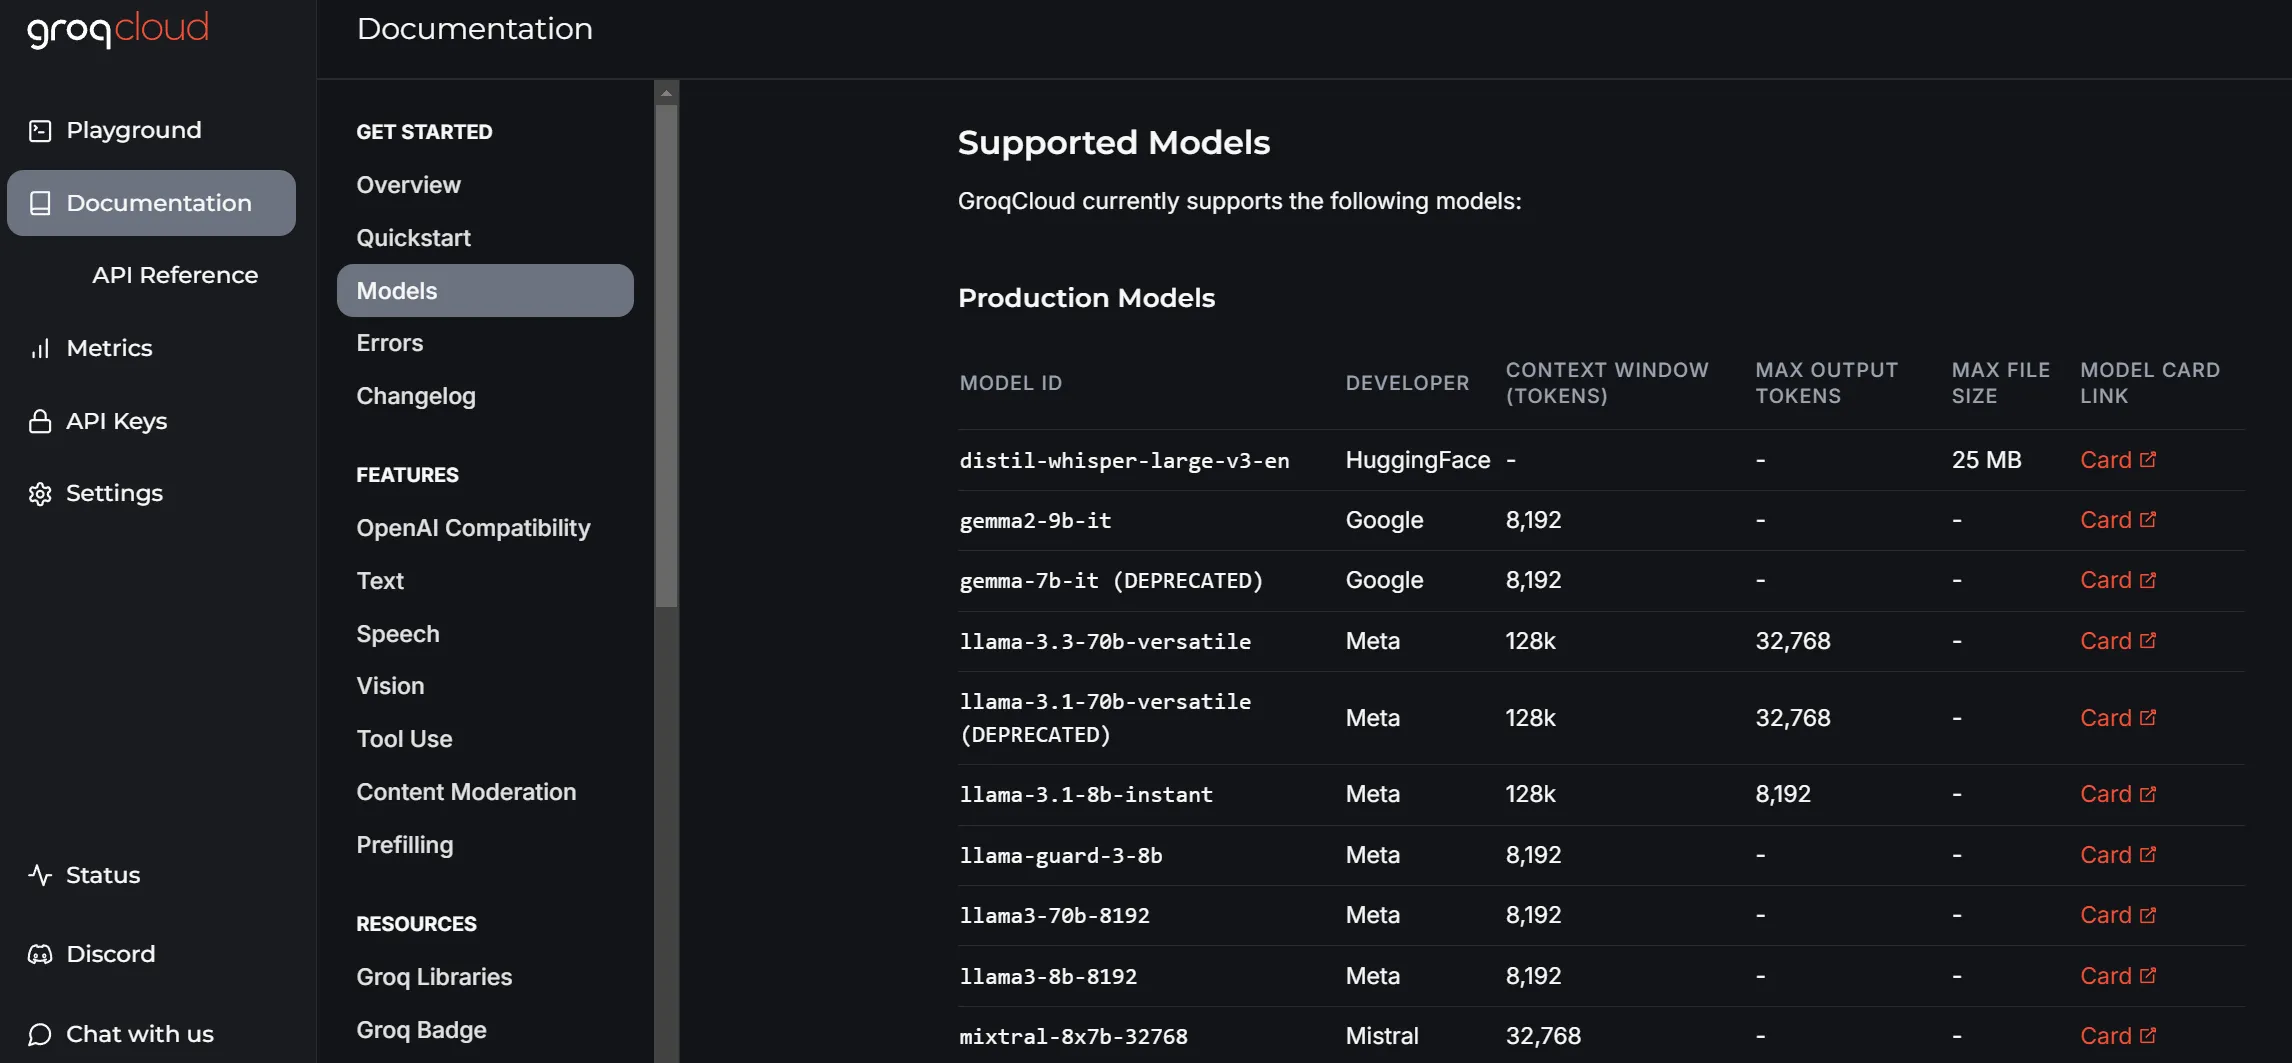 groqcloud
Playground
Documentation
API Reference
Metrics
API Keys
Settings
Status
Discord
Chat with us
Documentation
GET STARTED
Overview
Quickstart
Models
Errors
Changelog
FEATURES
OpenAI Compatibility
Text
Speech
Vision
Tool Use
Content Moderation
Prefilling
RESOURCES
Groq Libraries
Groq Badge
Supported Models
GroqCloud currently supports the following models:
Production Models
MODEL ID DEVELOPER CONTEXT WINDOW (TOKENS) MAX OUTPUT TOKENS MAX FILE SIZE MODEL CARD LINK
distil-whisper-large-v3-en HuggingFace - - 25 MB Card
gemma2-9b-it Google 8,192 - - Card
gemma-7b-it (DEPRECATED) Google 8,192 - - Card
llama-3.3-70b-versatile Meta 128k 32,768 - Card
llama-3.1-70b-versatile (DEPRECATED) Meta 128k 32,768 - Card
llama-3.1-8b-instant Meta 128k 8,192 - Card
llama-guard-3-8b Meta 8,192 - - Card
llama3-70b-8192 Meta 8,192 - - Card
llama3-8b-8192 Meta 8,192 - - Card
mixtral-8x7b-32768 Mistral 32,768 - - Card